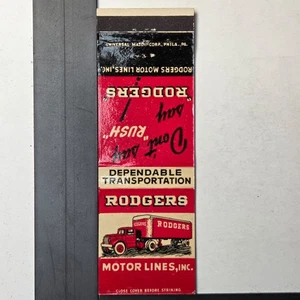 UNIVERSAL MATCH CORP., PHILA., PA.
RODGERS MOTOR LINES, INC.
Don't say
"RUSH"
say
"RODGERS"!
DEPENDABLE
TRANSPORTATION
RODGERS
RODGERS
MOTOR LINES, INC.
CLOSE COVER BEFORE STRIKING